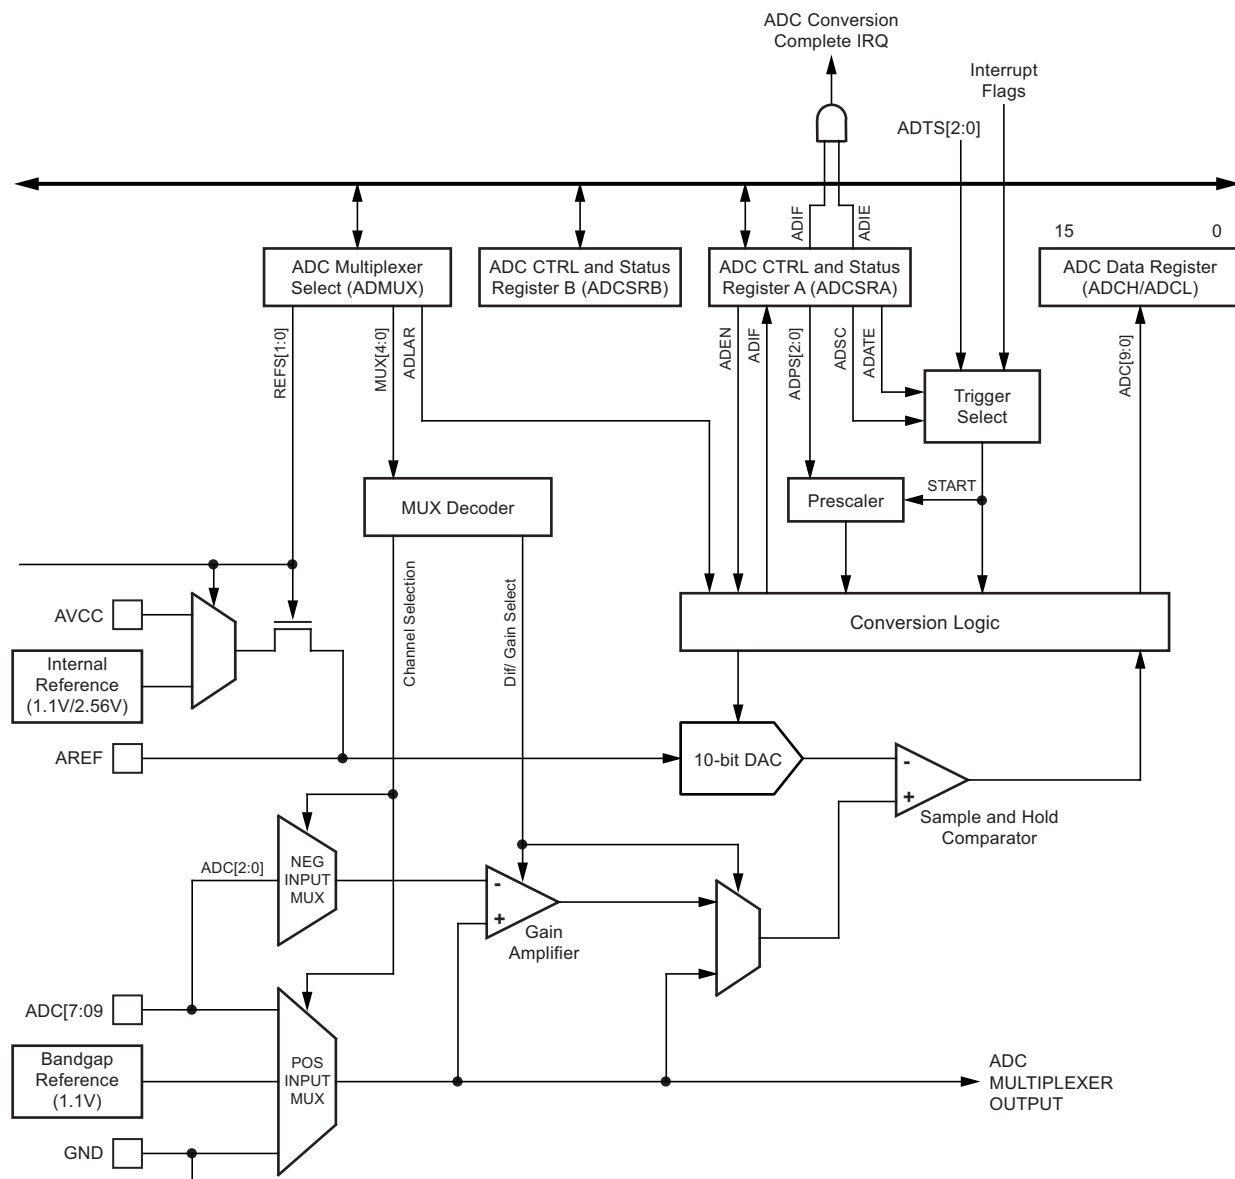 ADC Conversion
Complete IRQ
Interrupt
Flags
ADTS[2:0]
ADIF
ADIE
15
0
ADC Multiplexer
Select (ADMUX)
ADC CTRL and Status
Register B (ADCSRB)
ADC CTRL and Status
Register A (ADCSRA)
ADC Data Register
(ADCH/ADCL)
REFS[1:0]
MUX[4:0]
ADLAR
ADEN
ADIF
ADPS[2:0]
ADSC
ADATE
ADC[9:0]
Trigger
Select
MUX Decoder
Prescaler
START
Channel Selection
Dif/ Gain Select
AVCC
Internal
Reference
(1.1V/2.56V)
AREF
Conversion Logic
10-bit DAC
-
+
Sample and Hold
Comparator
ADC[2:0]
NEG
INPUT
MUX
-
+
Gain
Amplifier
ADC[7:09
Bandgap
Reference
(1.1V)
POS
INPUT
MUX
GND
ADC
MULTIPLEXER
OUTPUT